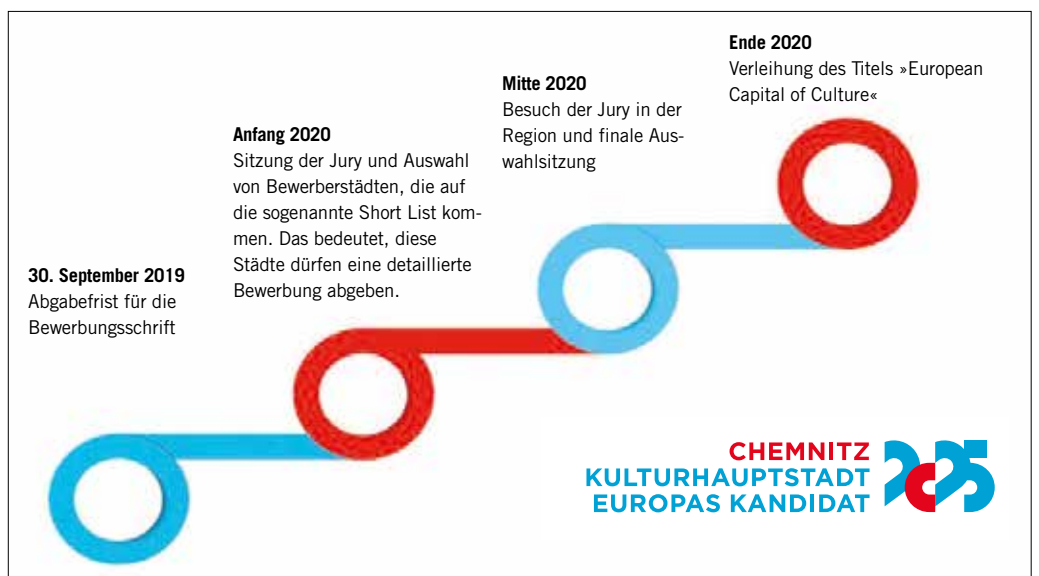 30. September 2019
Abgabefrist für die
Bewerbungsschrift
Anfang 2020
Sitzung der Jury und Auswahl
von Bewerberstädten, die auf
die sogenannte Short List kom-
men. Das bedeutet, diese
Städte dürfen eine detaillierte
Bewerbung abgeben.
Mitte 2020
Besuch der Jury in der
Region und finale Aus-
wahlsitzung
Ende 2020
Verleihung des Titels »European
Capital of Culture«
CHEMNITZ
KULTURHAUPTSTADT
EUROPAS KANDIDAT
2025